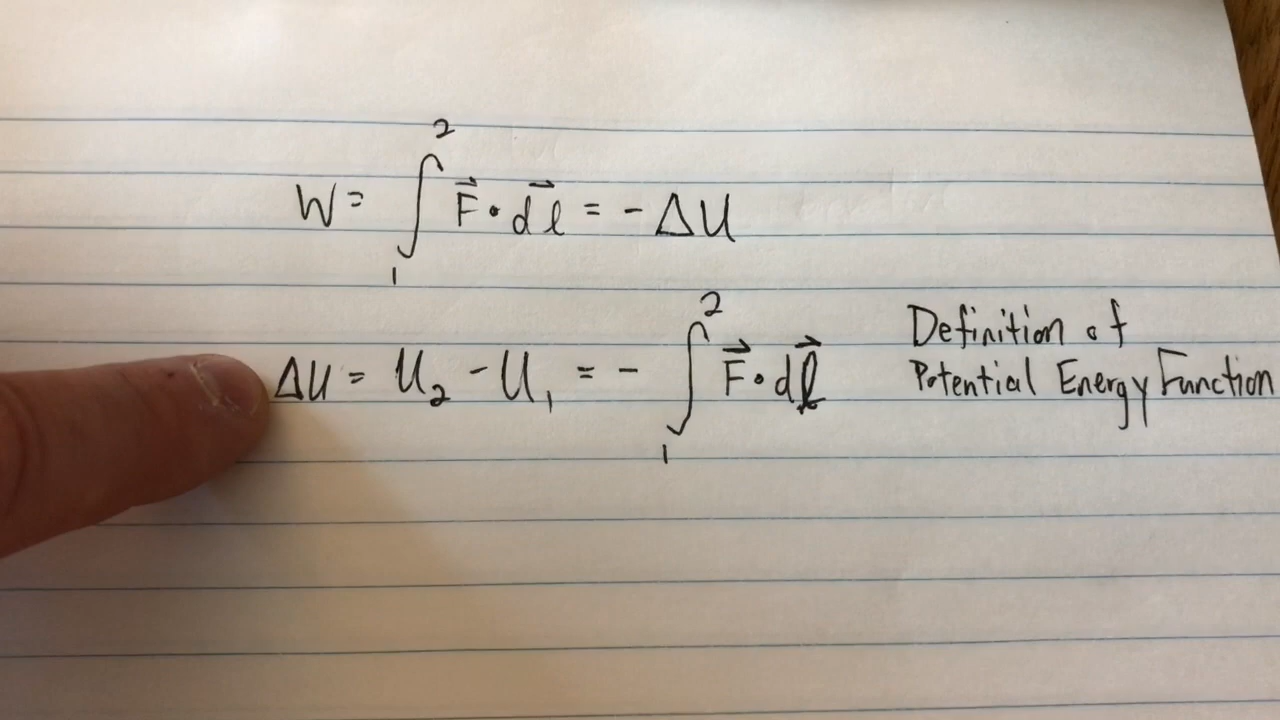 W = ∫₁² F⃗ • dl⃗ = -ΔU
ΔU = U₂ - U₁ = - ∫₁² F⃗ • dl⃗
Definition of
Potential Energy Function